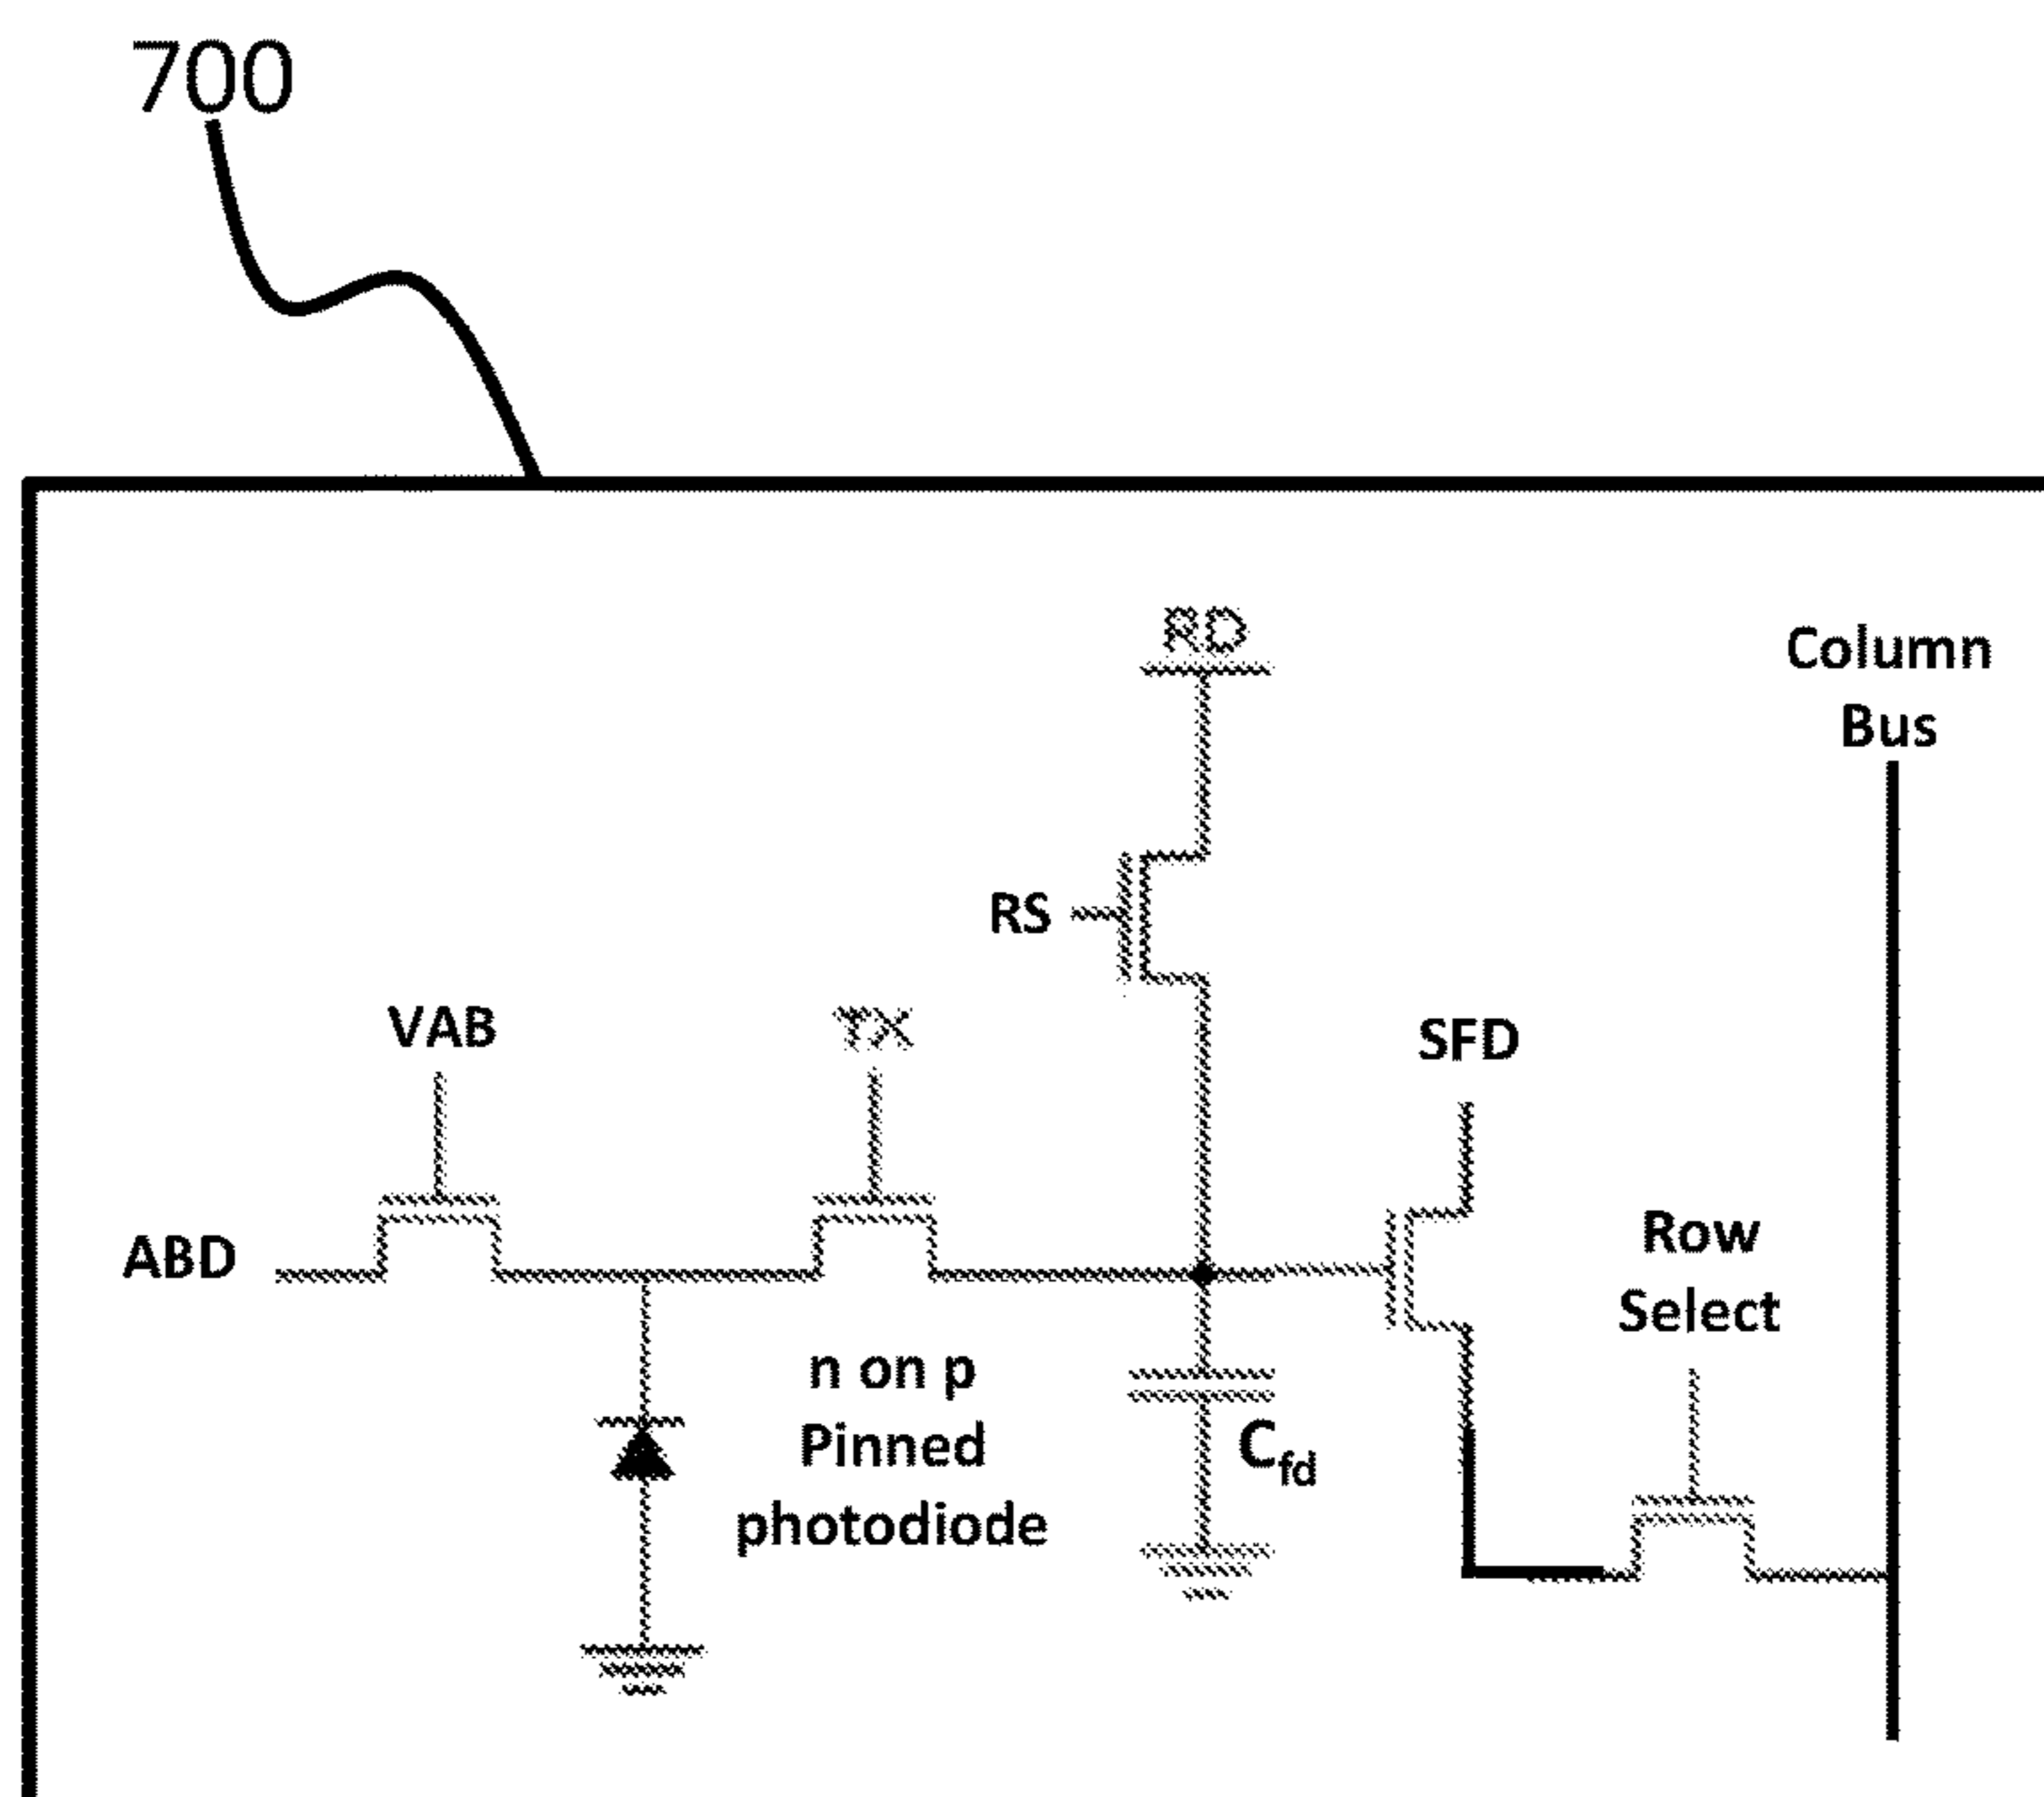 700
RD
Column
Bus
RS
VAB
TX
SFD
ABD
Row
Select
n on p
Pinned
photodiode
Cfd